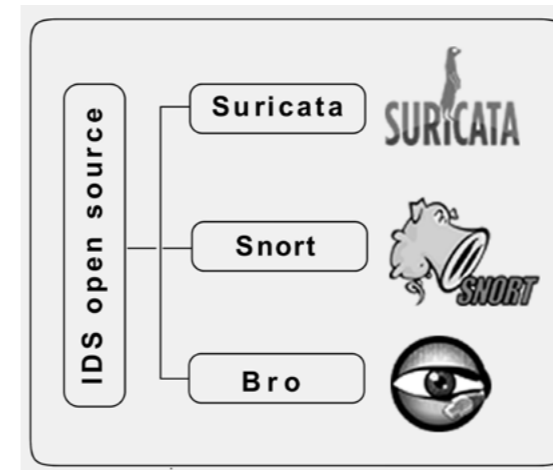 IDS open source
Suricata
SURICATA
Snort
SNORT
Bro